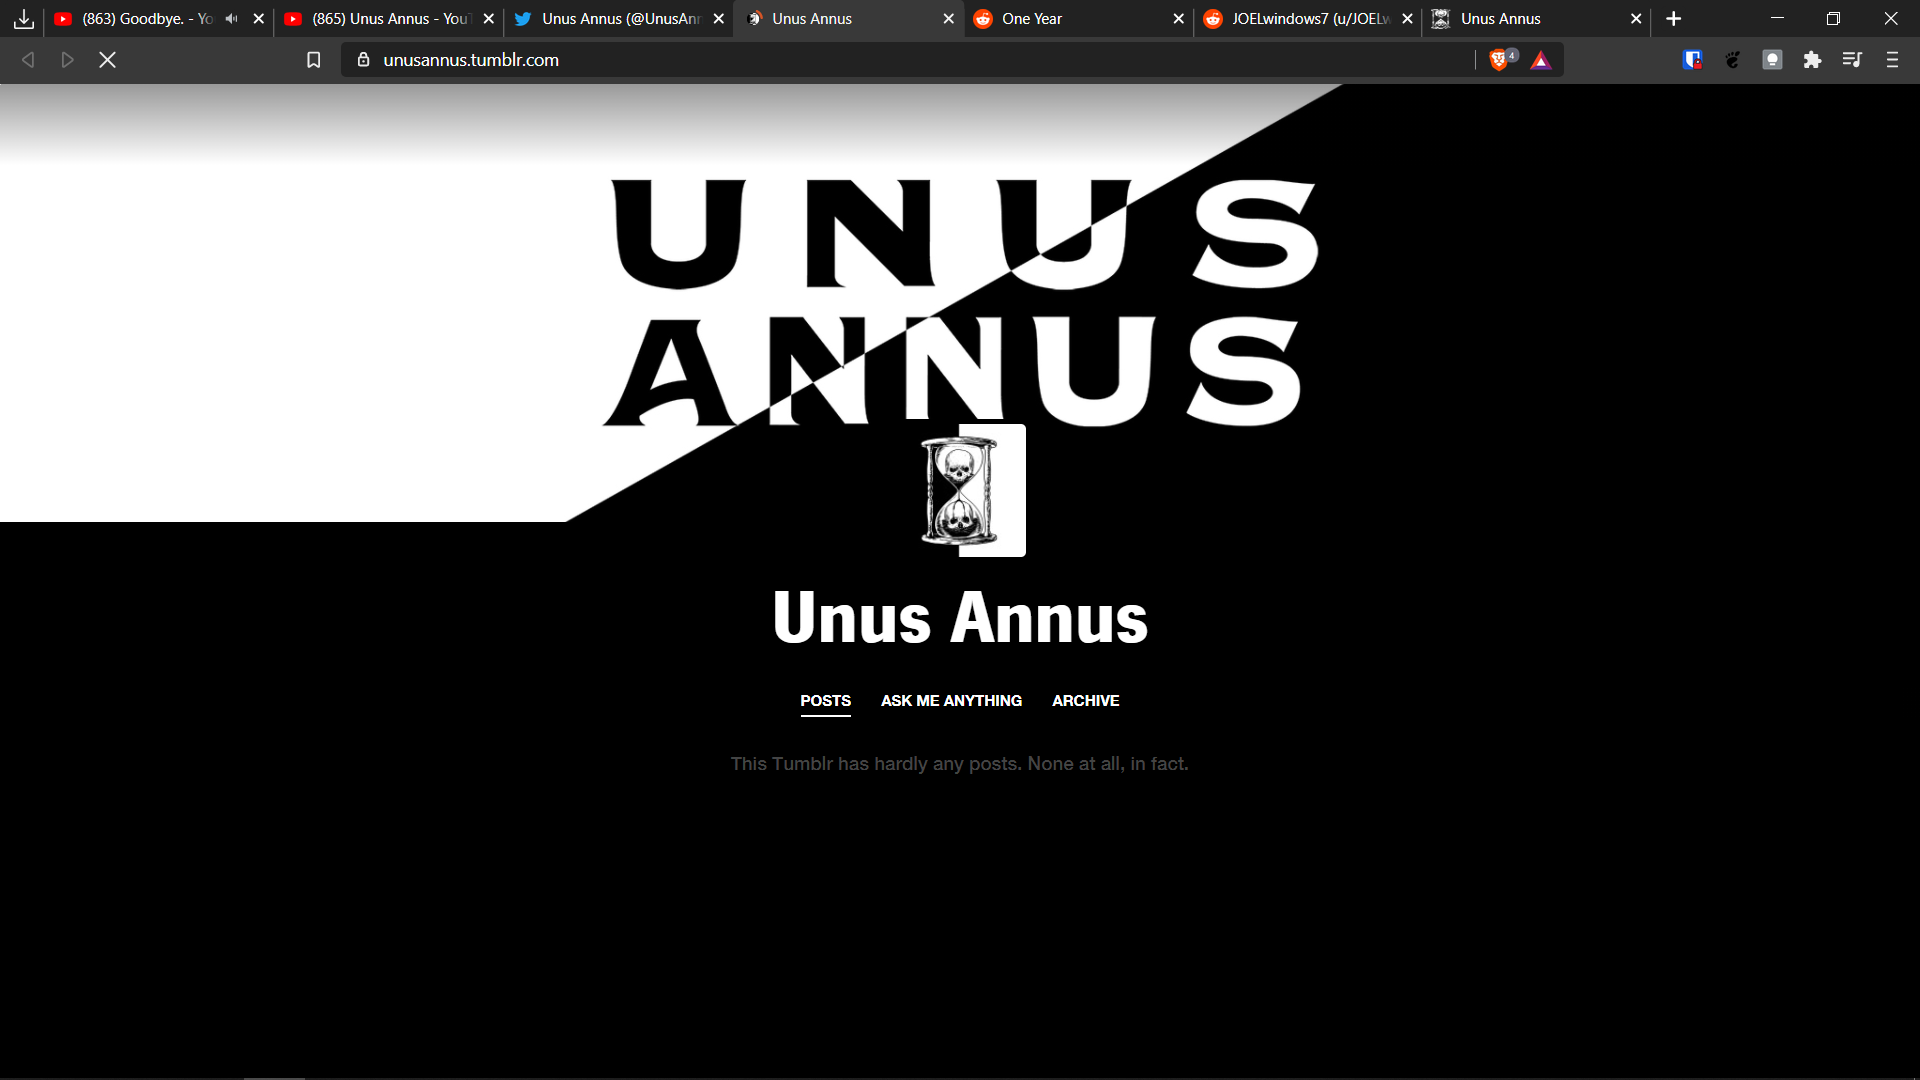 (863) Goodbye. - Yo
(865) Unus Annus - You
Unus Annus (@UnusAnn
Unus Annus
One Year
JOELwindows7 (u/JOELw
Unus Annus
unusannus.tumblr.com
4
UNUS
ANNUS
Unus Annus
POSTS
ASK ME ANYTHING
ARCHIVE
This Tumblr has hardly any posts. None at all, in fact.